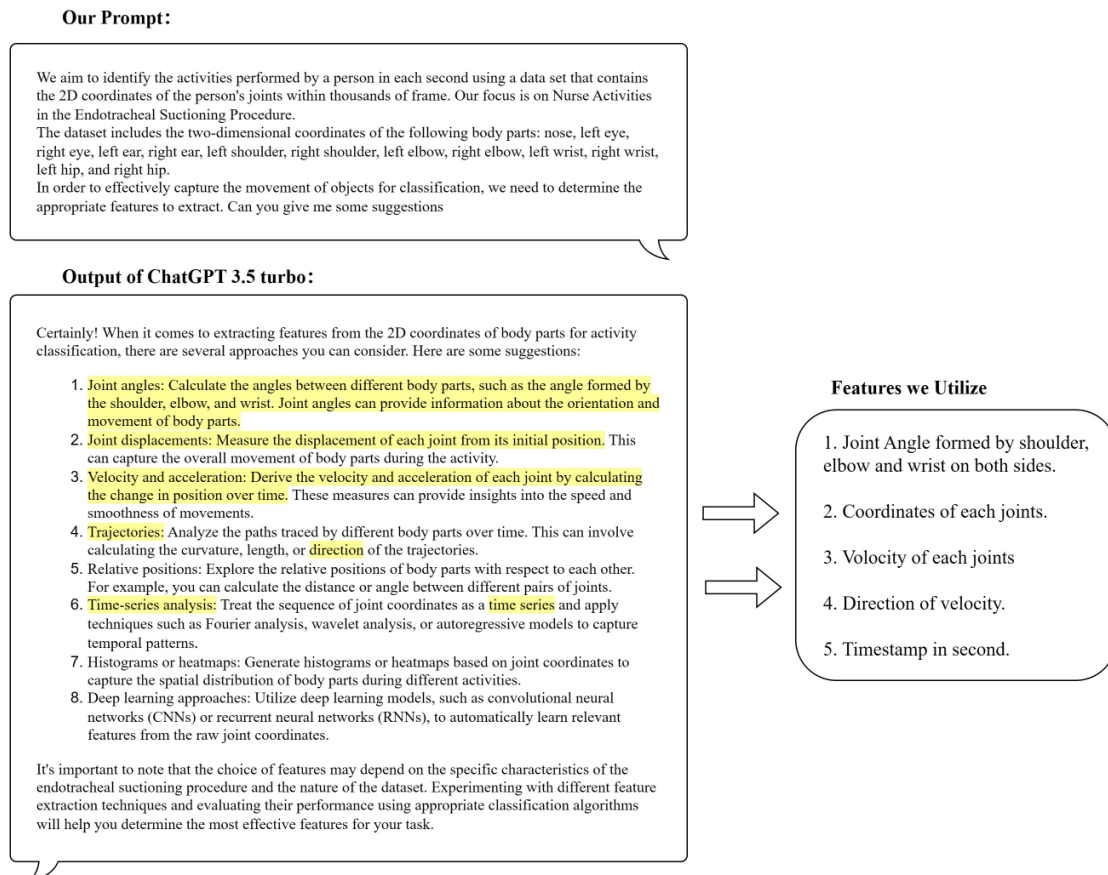 Our Prompt:
We aim to identify the activities performed by a person in each second using a data set that contains
the 2D coordinates of the person's joints within thousands of frame. Our focus is on Nurse Activities
in the Endotracheal Suctioning Procedure.
The dataset includes the two-dimensional coordinates of the following body parts: nose, left eye,
right eye, left ear, right ear, left shoulder, right shoulder, left elbow, right elbow, left wrist, right wrist,
left hip, and right hip.
In order to effectively capture the movement of objects for classification, we need to determine the
appropriate features to extract. Can you give me some suggestions
Output of ChatGPT 3.5 turbo:
Certainly! When it comes to extracting features from the 2D coordinates of body parts for activity
classification, there are several approaches you can consider. Here are some suggestions:
1. Joint angles: Calculate the angles between different body parts, such as the angle formed by
the shoulder, elbow, and wrist. Joint angles can provide information about the orientation and
movement of body parts.
2. Joint displacements: Measure the displacement of each joint from its initial position. This
can capture the overall movement of body parts during the activity.
3. Velocity and acceleration: Derive the velocity and acceleration of each joint by calculating
the change in position over time. These measures can provide insights into the speed and
smoothness of movements.
4. Trajectories: Analyze the paths traced by different body parts over time. This can involve
calculating the curvature, length, or direction of the trajectories.
5. Relative positions: Explore the relative positions of body parts with respect to each other.
For example, you can calculate the distance or angle between different pairs of joints.
6. Time-series analysis: Treat the sequence of joint coordinates as a time series and apply
techniques such as Fourier analysis, wavelet analysis, or autoregressive models to capture
temporal patterns.
7. Histograms or heatmaps: Generate histograms or heatmaps based on joint coordinates to
capture the spatial distribution of body parts during different activities.
8. Deep learning approaches: Utilize deep learning models, such as convolutional neural
networks (CNNs) or recurrent neural networks (RNNs), to automatically learn relevant
features from the raw joint coordinates.
It's important to note that the choice of features may depend on the specific characteristics of the
endotracheal suctioning procedure and the nature of the dataset. Experimenting with different feature
extraction techniques and evaluating their performance using appropriate classification algorithms
will help you determine the most effective features for your task.
Features we Utilize
1. Joint Angle formed by shoulder,
elbow and wrist on both sides.
2. Coordinates of each joints.
3. Volocity of each joints
4. Direction of velocity.
5. Timestamp in second.